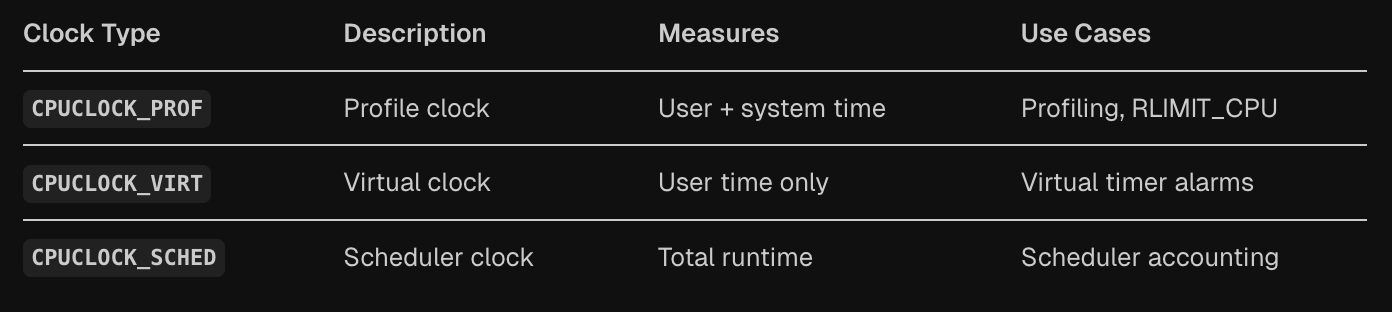 Clock Type Description Measures Use Cases
CPUCLOCK_PROF Profile clock User + system time Profiling, RLIMIT_CPU
CPUCLOCK_VIRT Virtual clock User time only Virtual timer alarms
CPUCLOCK_SCHED Scheduler clock Total runtime Scheduler accounting